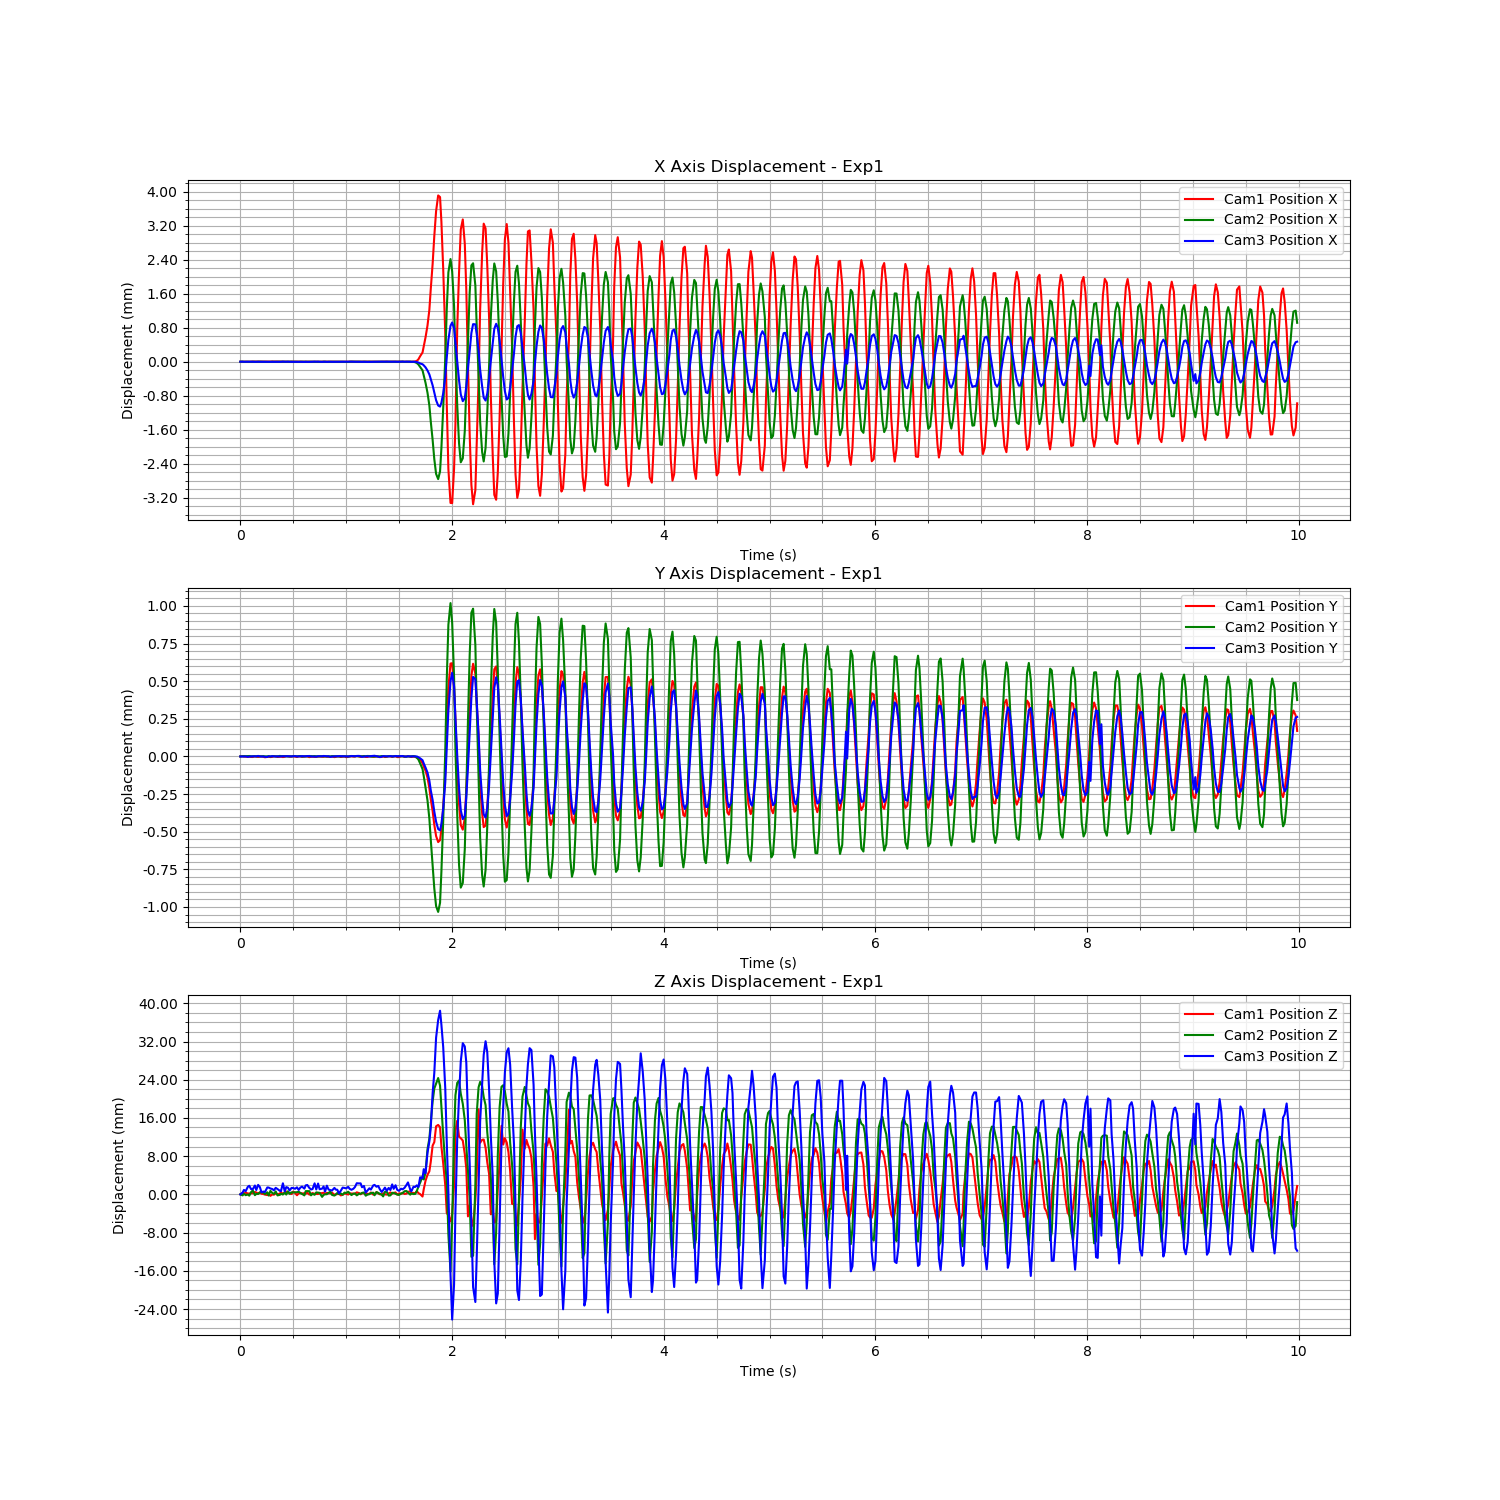 X Axis Displacement - Exp1
4.00
3.20
2.40
1.60
0.80
0.00
-0.80
-1.60
-2.40
-3.20
Displacement (mm)
Cam1 Position X
Cam2 Position X
Cam3 Position X
0 2 4 6 8 10
Time (s)
Y Axis Displacement - Exp1
1.00
0.75
0.50
0.25
0.00
-0.25
-0.50
-0.75
-1.00
Displacement (mm)
Cam1 Position Y
Cam2 Position Y
Cam3 Position Y
0 2 4 6 8 10
Time (s)
Z Axis Displacement - Exp1
40.00
32.00
24.00
16.00
8.00
0.00
-8.00
-16.00
-24.00
Displacement (mm)
Cam1 Position Z
Cam2 Position Z
Cam3 Position Z
0 2 4 6 8 10
Time (s)